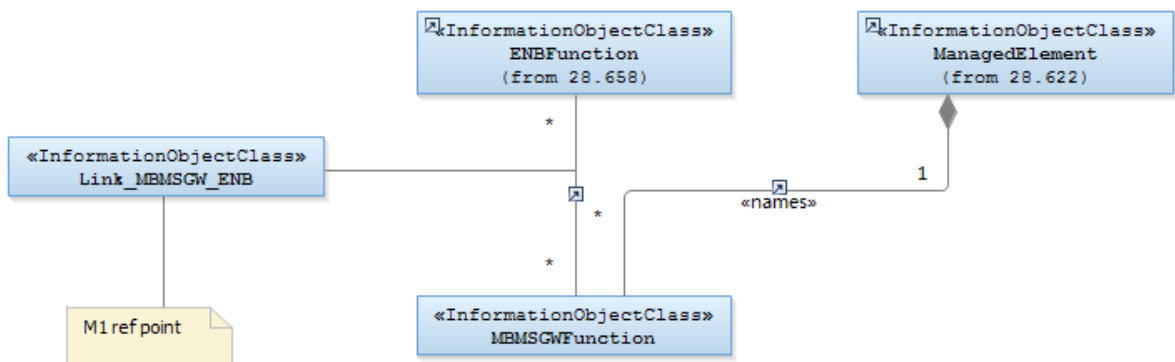 «InformationObjectClass»
ENBFunction
(from 28.658)
«InformationObjectClass»
ManagedElement
(from 28.622)
*
«InformationObjectClass»
Link_MBMSGW_ENB
1
«names»
*
*
M1 ref point
«InformationObjectClass»
MBMSGWFunction